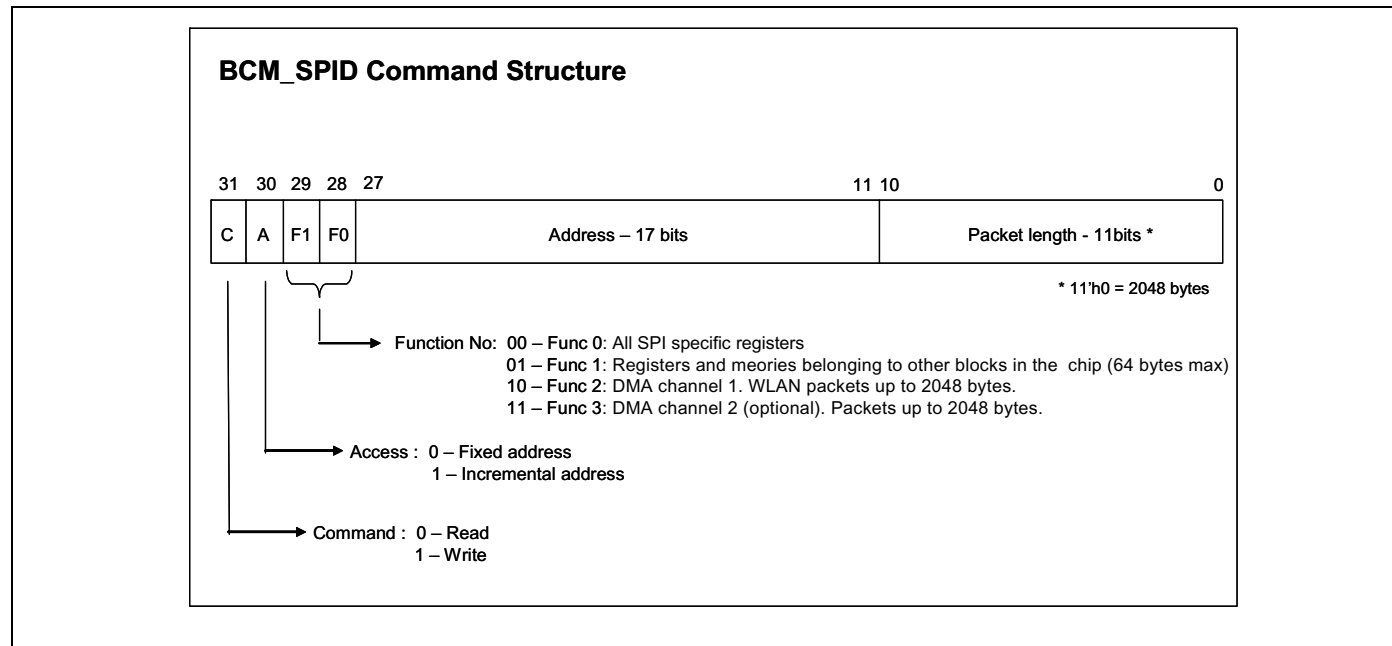 BCM_SPID Command Structure
31 30 29 28 27 11 10 0
C A F1 F0 Address – 17 bits Packet length - 11bits *
* 11'h0 = 2048 bytes
Function No: 00 – Func 0: All SPI specific registers
01 – Func 1: Registers and meories belonging to other blocks in the chip (64 bytes max)
10 – Func 2: DMA channel 1. WLAN packets up to 2048 bytes.
11 – Func 3: DMA channel 2 (optional). Packets up to 2048 bytes.
Access : 0 – Fixed address
1 – Incremental address
Command : 0 – Read
1 – Write